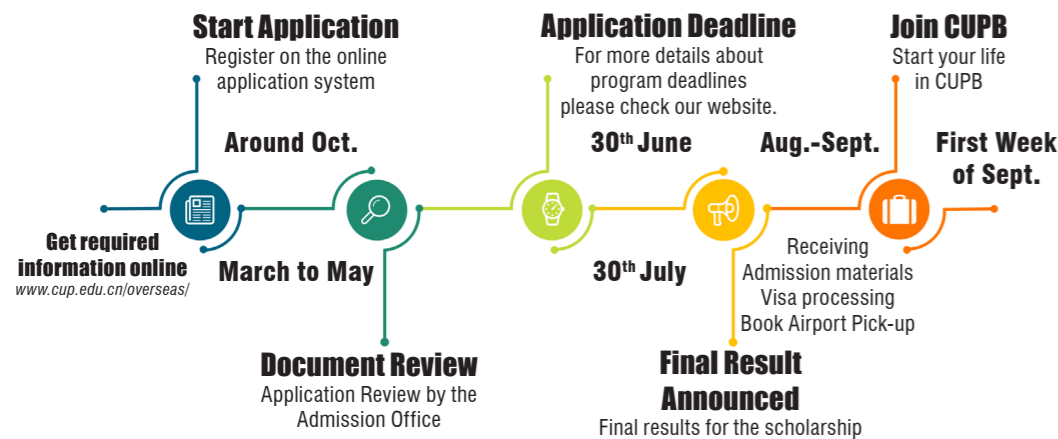 Start Application
Register on the online
application system
Application Deadline
For more details about
program deadlines
please check our website.
Join CUPB
Start your life
in CUPB
Around Oct.
30th June
Aug.-Sept.
First Week
of Sept.
Get required
information online
www.cup.edu.cn/overseas/
March to May
30th July
Receiving
Admission materials
Visa processing
Book Airport Pick-up
Document Review
Application Review by the
Admission Office
Final Result
Announced
Final results for the scholarship